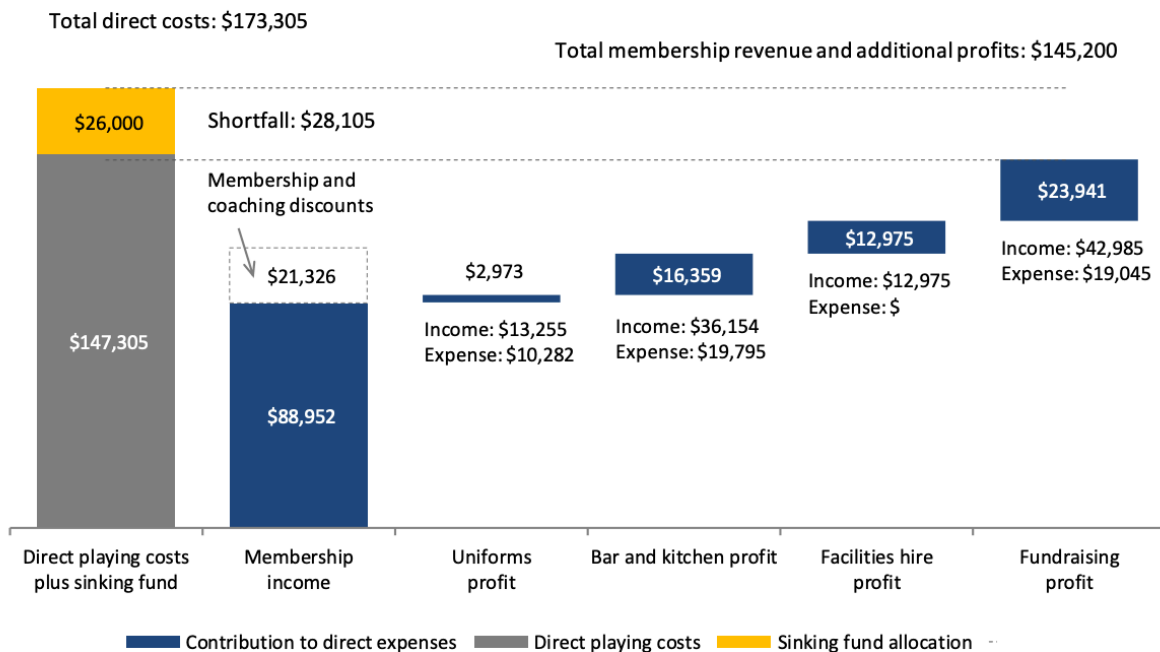 Total direct costs: $173,305
Total membership revenue and additional profits: $145,200
$26,000
Shortfall: $28,105
Membership and
coaching discounts
$147,305
$21,326
$88,952
$2,973
Income: $13,255
Expense: $10,282
$16,359
Income: $36,154
Expense: $19,795
$12,975
Income: $12,975
Expense: $
$23,941
Income: $42,985
Expense: $19,045
Direct playing costs
plus sinking fund
Membership
income
Uniforms
profit
Bar and kitchen profit
Facilities hire
profit
Fundraising
profit
Contribution to direct expenses
Direct playing costs
Sinking fund allocation